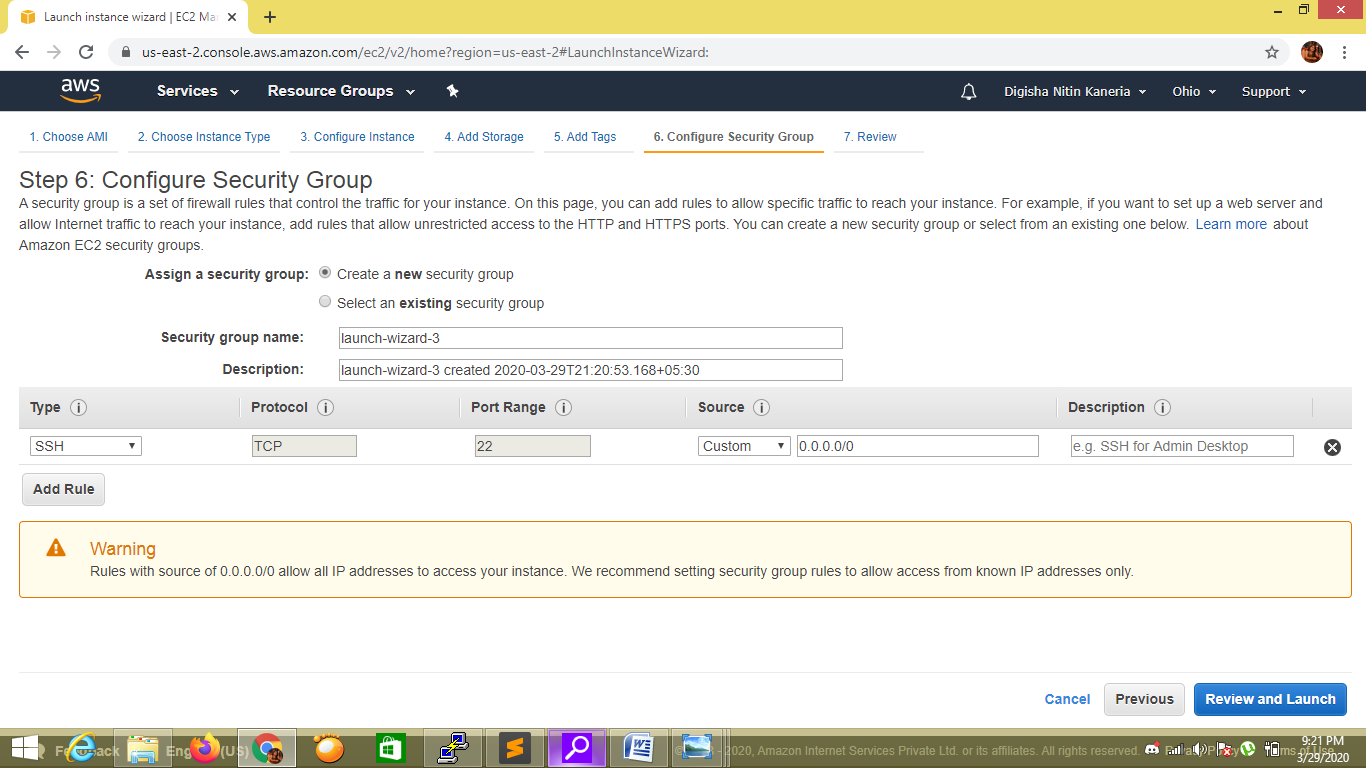 Launch instance wizard | EC2 Ma
us-east-2.console.aws.amazon.com/ec2/v2/home?region=us-east-2#LaunchInstanceWizard:
aws Services Resource Groups Digisha Nitin Kaneria Ohio Support
1. Choose AMI 2. Choose Instance Type 3. Configure Instance 4. Add Storage 5. Add Tags 6. Configure Security Group 7. Review
Step 6: Configure Security Group
A security group is a set of firewall rules that control the traffic for your instance. On this page, you can add rules to allow specific traffic to reach your instance. For example, if you want to set up a web server and
allow Internet traffic to reach your instance, add rules that allow unrestricted access to the HTTP and HTTPS ports. You can create a new security group or select from an existing one below. Learn more about
Amazon EC2 security groups.
Assign a security group: Create a new security group
Select an existing security group
Security group name: launch-wizard-3
Description: launch-wizard-3 created 2020-03-29T21:20:53.168+05:30
Type i Protocol i Port Range i Source i Description i
SSH TCP 22 Custom 0.0.0.0/0 e.g. SSH for Admin Desktop
Add Rule
Warning
Rules with source of 0.0.0.0/0 allow all IP addresses to access your instance. We recommend setting security group rules to allow access from known IP addresses only.
Cancel Previous Review and Launch
2020, Amazon Internet Services Private Ltd. or its affiliates. All rights reserved.
9:21 PM
3/29/2020